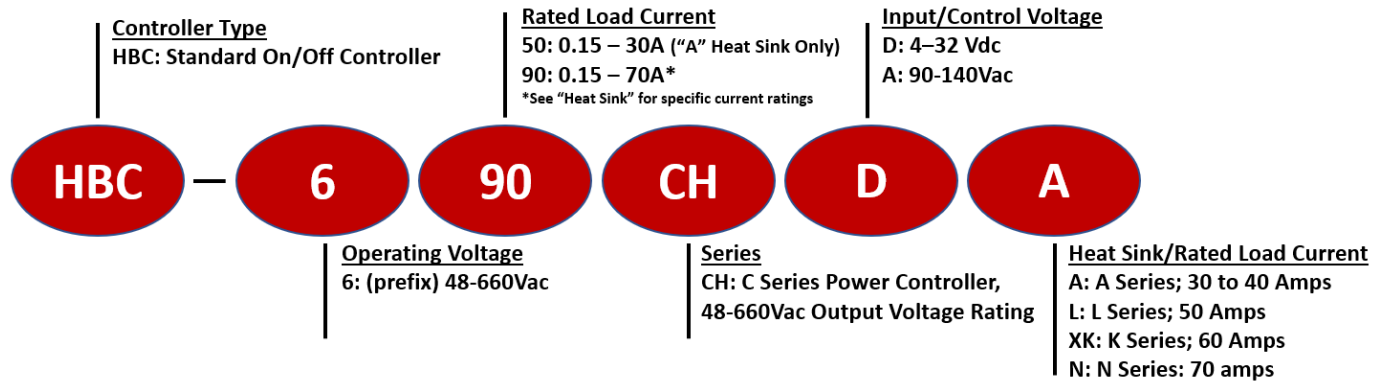 Controller Type
HBC: Standard On/Off Controller
Rated Load Current
50: 0.15 – 30A (“A” Heat Sink Only)
90: 0.15 – 70A*
*See “Heat Sink” for specific current ratings
Input/Control Voltage
D: 4–32 Vdc
A: 90-140Vac
HBC — 6 90 CH D A
Operating Voltage
6: (prefix) 48-660Vac
Series
CH: C Series Power Controller,
48-660Vac Output Voltage Rating
Heat Sink/Rated Load Current
A: A Series; 30 to 40 Amps
L: L Series; 50 Amps
XK: K Series; 60 Amps
N: N Series: 70 amps